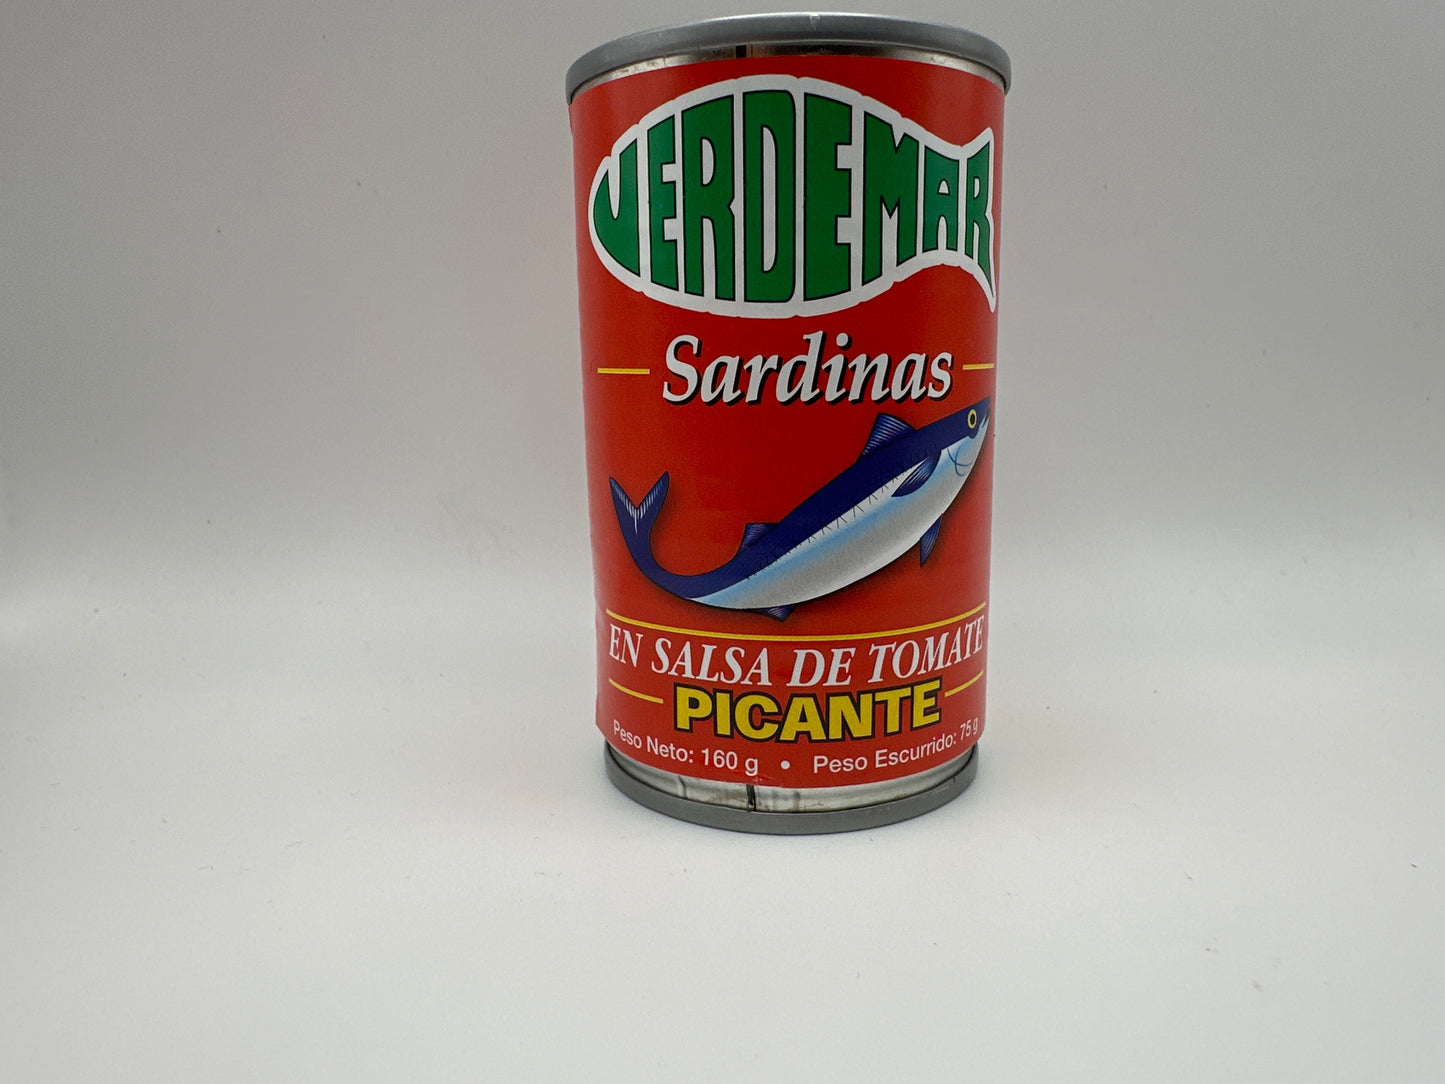 VERDEMAR
Sardinas
EN SALSA DE TOMATE
PICANTE
Peso Neto: 160 g • Peso Escurrido: 75 g